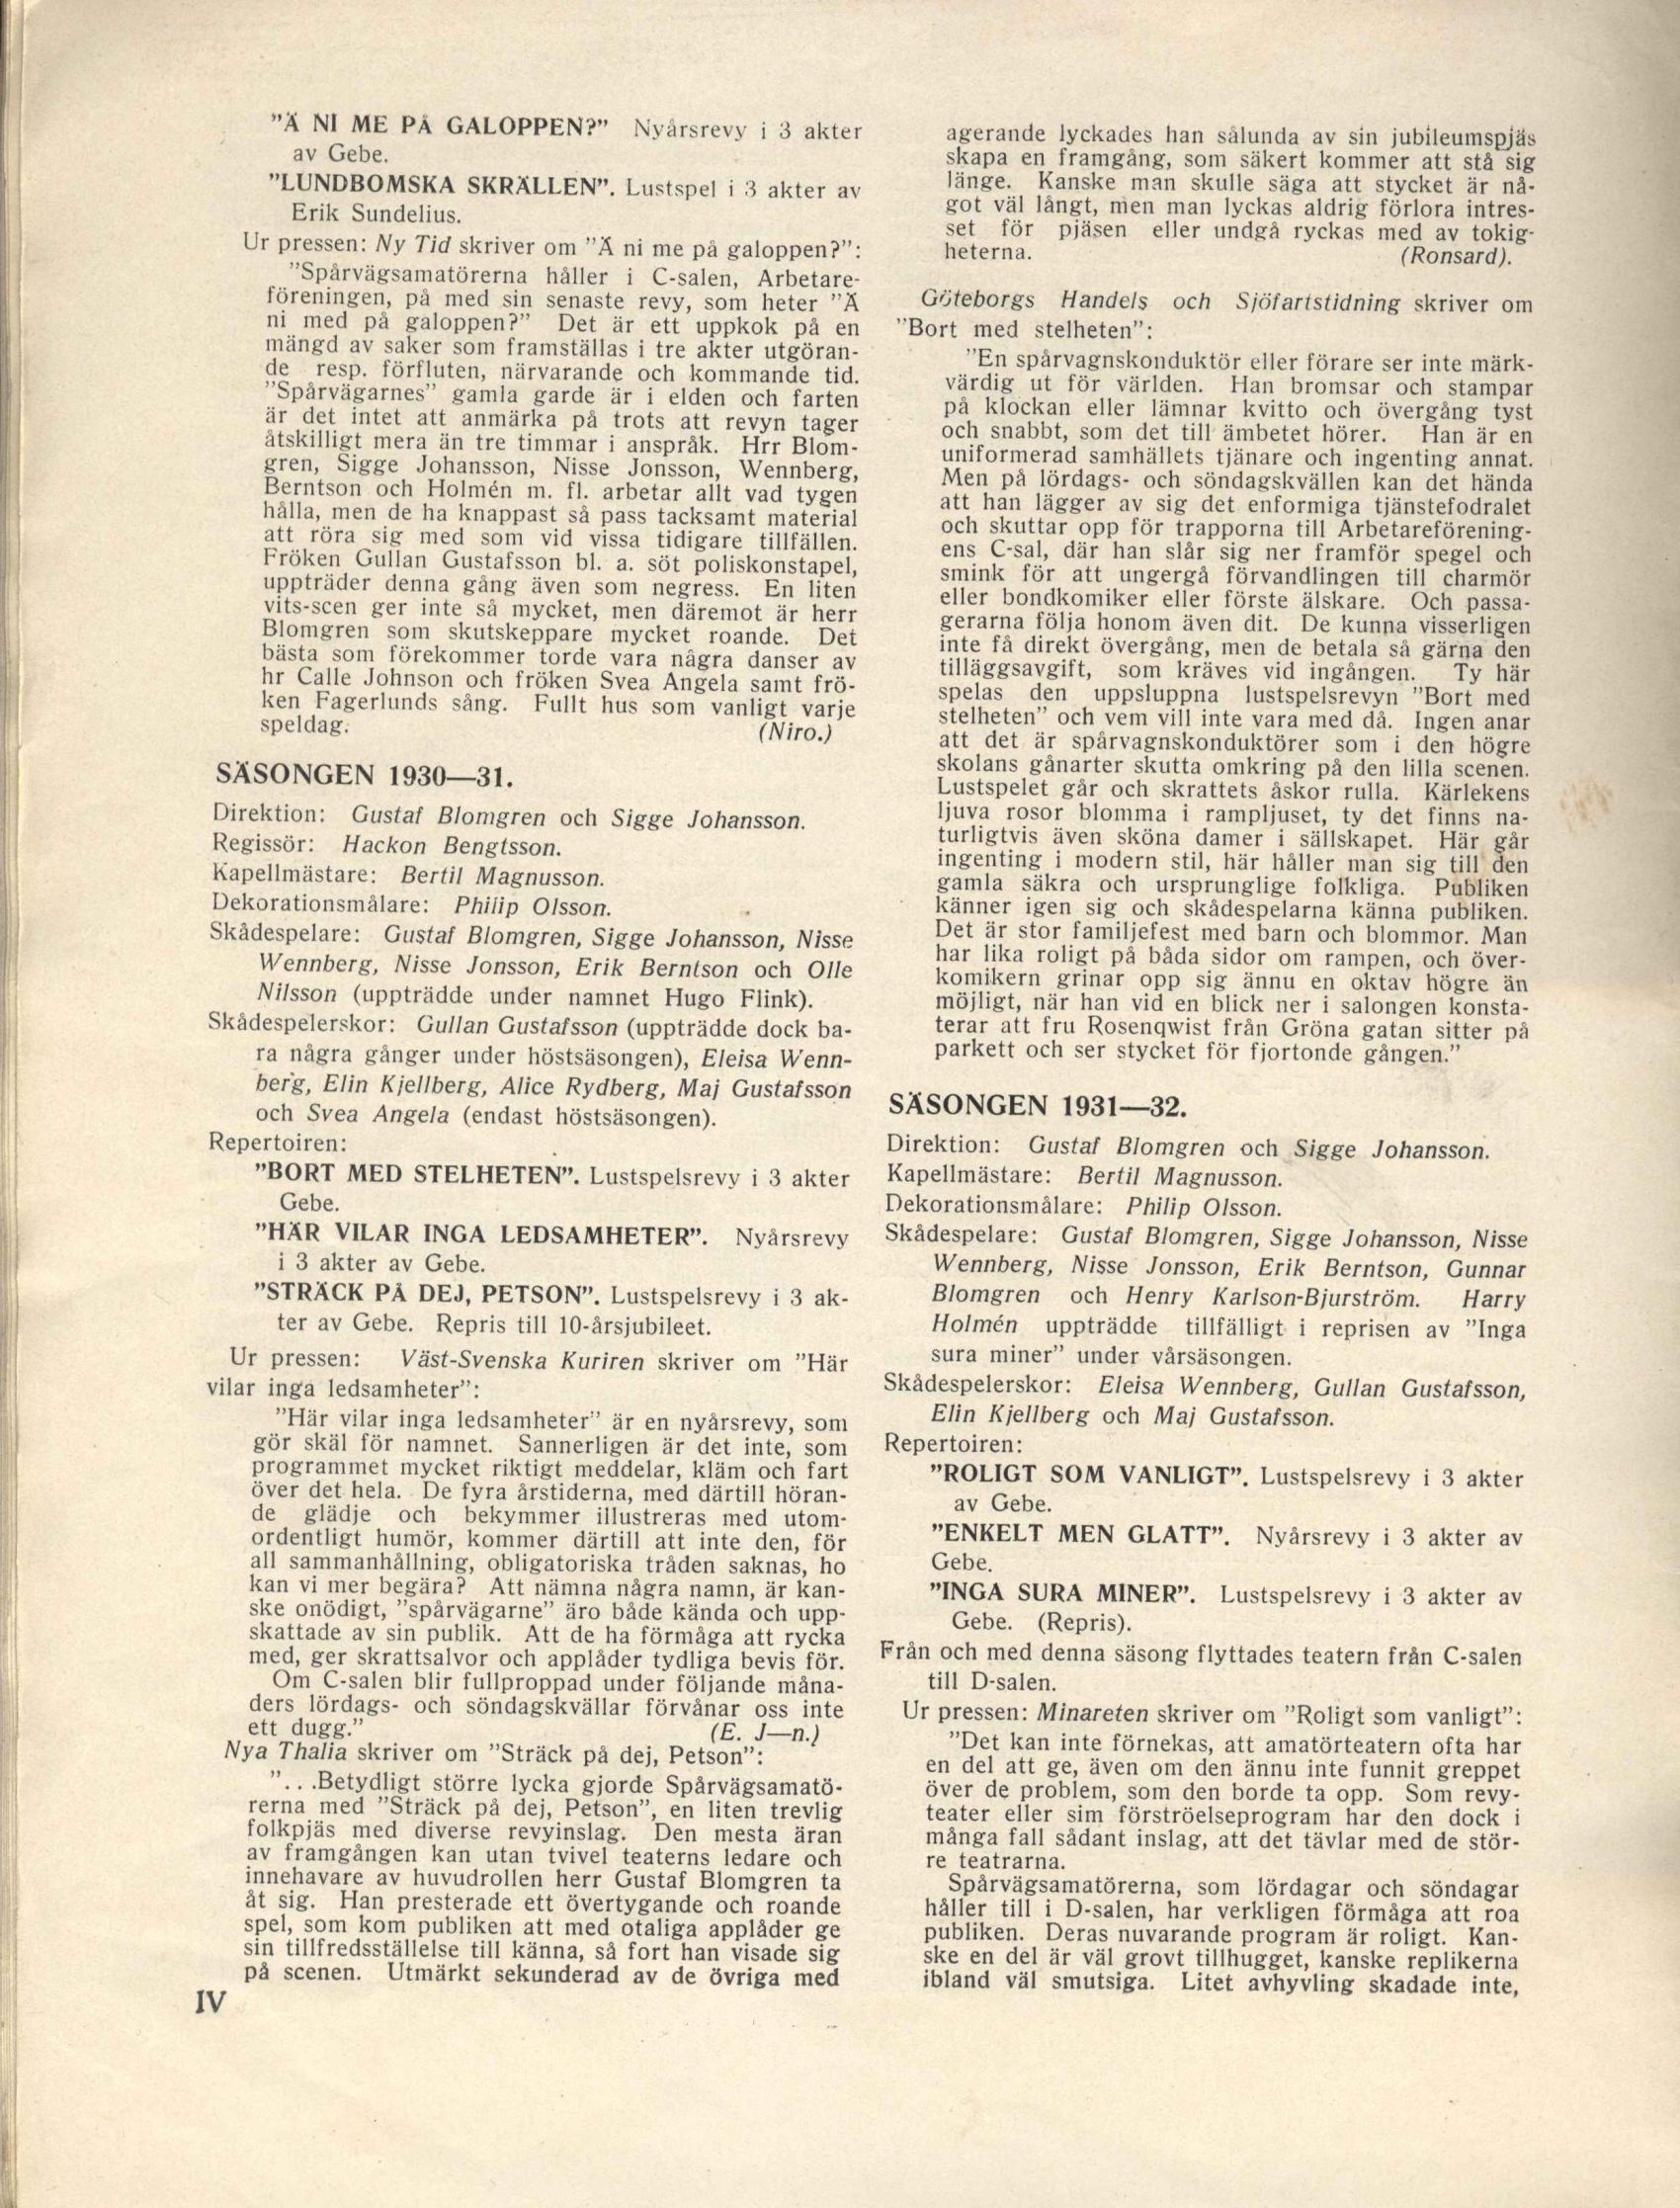 "Ä NI ME PÅ GALOPPEN?" Nyårsrevy i 3 akter
av Gebe.
"LUNDBOMSKA SKRÄLLEN". Lustspel i 3 akter av
Erik Sundelius.
Ur pressen: Ny Tid skriver om "Ä ni me på galoppen?":
"Spårvägsamatörerna håller i C-salen, Arbetare-
föreningen, på med sin senaste revy, som heter "Ä
ni med på galoppen?" Det är ett uppkok på en
mängd av saker som framställas i tre akter utgöran-
de resp. förfluten, närvarande och kommande tid.
"Spårvägarnes" gamla garde är i elden och farten
är det intet att anmärka på trots att revyn tager
åtskilligt mera än tre timmar i anspråk. Hrr Blom-
gren, Sigge Johansson, Nisse Jonsson, Wennberg,
Berntson och Holmén m. fl. arbetar allt vad tygen
hålla, men de ha knappast så pass tacksamt material
att röra sig med som vid vissa tidigare tillfällen.
Fröken Gullan Gustafsson bl. a. söt poliskonstapel,
uppträder denna gång även som negress. En liten
vits-scen ger inte så mycket, men däremot är herr
Blomgren som skutskeppare mycket roande. Det
bästa som förekommer torde vara några danser av
hr Calle Johnson och fröken Svea Angela samt frö-
ken Fagerlunds sång. Fullt hus som vanligt varje
speldag. (Niro.)
SÄSONGEN 1930—31.
Direktion: Gustaf Blomgren och Sigge Johansson.
Regissör: Hackon Bengtsson.
Kapellmästare: Bertil Magnusson.
Dekorationsmålare: Philip Olsson.
Skådespelare: Gustaf Blomgren, Sigge Johansson, Nisse
Wennberg, Nisse Jonsson, Erik Berntson och Olle
Nilsson (uppträdde under namnet Hugo Flink).
Skådespelerskor: Gullan Gustafsson (uppträdde dock ba-
ra några gånger under höstsäsongen), Eleisa Wenn-
berg, Elin Kjellberg, Alice Rydberg, Maj Gustafsson
och Svea Angela (endast höstsäsongen).
Repertoiren:
"BORT MED STELHETEN". Lustspelsrevy i 3 akter
Gebe.
"HÄR VILAR INGA LEDSAMHETER". Nyårsrevy
i 3 akter av Gebe.
"STRÄCK PÅ DEJ, PETSON". Lustspelsrevy i 3 ak-
ter av Gebe. Repris till 10-årsjubileet.
Ur pressen: Väst-Svenska Kuriren skriver om "Här
vilar inga ledsamheter":
"Här vilar inga ledsamheter" är en nyårsrevy, som
gör skäl för namnet. Sannerligen är det inte, som
programmet mycket riktigt meddelar, kläm och fart
över det hela. De fyra årstiderna, med därtill höran-
de glädje och bekymmer illustreras med utom-
ordentligt humör, kommer därtill att inte den, för
all sammanhållning, obligatoriska tråden saknas, ho
kan vi mer begära? Att nämna några namn, är kan-
ske onödigt, "spårvägarne" äro både kända och upp-
skattade av sin publik. Att de ha förmåga att rycka
med, ger skrattsalvor och applåder tydliga bevis för.
Om C-salen blir fullproppad under följande måna-
ders lördags- och söndagskvällar förvånar oss inte
ett dugg." (E. J—n.)
Nya Thalia skriver om "Sträck på dej, Petson":
"...Betydligt större lycka gjorde Spårvägsamatö-
rerna med "Sträck på dej, Petson", en liten trevlig
folkpjäs med diverse revyinslag. Den mesta äran
av framgången kan utan tvivel teaterns ledare och
innehavare av huvudrollen herr Gustaf Blomgren ta
åt sig. Han presterade ett övertygande och roande
spel, som kom publiken att med otaliga applåder ge
sin tillfredsställelse till känna, så fort han visade sig
på scenen. Utmärkt sekunderad av de övriga med
IV
agerande lyckades han sålunda av sin jubileumspjäs
skapa en framgång, som säkert kommer att stå sig
länge. Kanske man skulle säga att stycket är nå-
got väl långt, men man lyckas aldrig förlora intres-
set för pjäsen eller undgå ryckas med av tokig-
heterna. (Ronsard).
Göteborgs Handels och Sjöfartstidning skriver om
"Bort med stelheten":
"En spårvagnskonduktör eller förare ser inte märk-
värdig ut för världen. Han bromsar och stampar
på klockan eller lämnar kvitto och övergång tyst
och snabbt, som det till ämbetet hörer. Han är en
uniformerad samhällets tjänare och ingenting annat.
Men på lördags- och söndagskvällen kan det hända
att han lägger av sig det enformiga tjänstefodralet
och skuttar opp för trapporna till Arbetareförening-
ens C-sal, där han slår sig ner framför spegel och
smink för att ungergå förvandlingen till charmör
eller bondkomiker eller förste älskare. Och passa-
gerarna följa honom även dit. De kunna visserligen
inte få direkt övergång, men de betala så gärna den
tilläggsavgift, som kräves vid ingången. Ty här
spelas den uppsluppna lustspelsrevyn "Bort med
stelheten" och vem vill inte vara med då. Ingen anar
att det är spårvagnskonduktörer som i den högre
skolans gånarter skutta omkring på den lilla scenen.
Lustspelet går och skrattets åskor rulla. Kärlekens
ljuva rosor blomma i rampljuset, ty det finns na-
turligtvis även sköna damer i sällskapet. Här går
ingenting i modern stil, här håller man sig till den
gamla säkra och ursprunglige folkliga. Publiken
känner igen sig och skådespelarna känna publiken.
Det är stor familjefest med barn och blommor. Man
har lika roligt på båda sidor om rampen, och över-
komikern grinar opp sig ännu en oktav högre än
möjligt, när han vid en blick ner i salongen konsta-
terar att fru Rosenqwist från Gröna gatan sitter på
parkett och ser stycket för fjortonde gången."
SÄSONGEN 1931—32.
Direktion: Gustaf Blomgren och Sigge Johansson.
Kapellmästare: Bertil Magnusson.
Dekorationsmålare: Philip Olsson.
Skådespelare: Gustaf Blomgren, Sigge Johansson, Nisse
Wennberg, Nisse Jonsson, Erik Berntson, Gunnar
Blomgren och Henry Karlson-Bjurström. Harry
Holmén uppträdde tillfälligt i reprisen av "Inga
sura miner" under vårsäsongen.
Skådespelerskor: Eleisa Wennberg, Gullan Gustafsson,
Elin Kjellberg och Maj Gustafsson.
Repertoiren:
"ROLIGT SOM VANLIGT". Lustspelsrevy i 3 akter
av Gebe.
"ENKELT MEN GLATT". Nyårsrevy i 3 akter av
Gebe.
"INGA SURA MINER". Lustspelsrevy i 3 akter av
Gebe. (Repris).
Från och med denna säsong flyttades teatern från C-salen
till D-salen.
Ur pressen: Minareten skriver om "Roligt som vanligt":
"Det kan inte förnekas, att amatörteatern ofta har
en del att ge, även om den ännu inte funnit greppet
över de problem, som den borde ta opp. Som revy-
teater eller sim förströelseprogram har den dock i
många fall sådant inslag, att det tävlar med de stör-
re teatrarna.
Spårvägsamatörerna, som lördagar och söndagar
håller till i D-salen, har verkligen förmåga att roa
publiken. Deras nuvarande program är roligt. Kan-
ske en del är väl grovt tillhugget, kanske replikerna
ibland väl smutsiga. Litet avhyvling skadade inte,